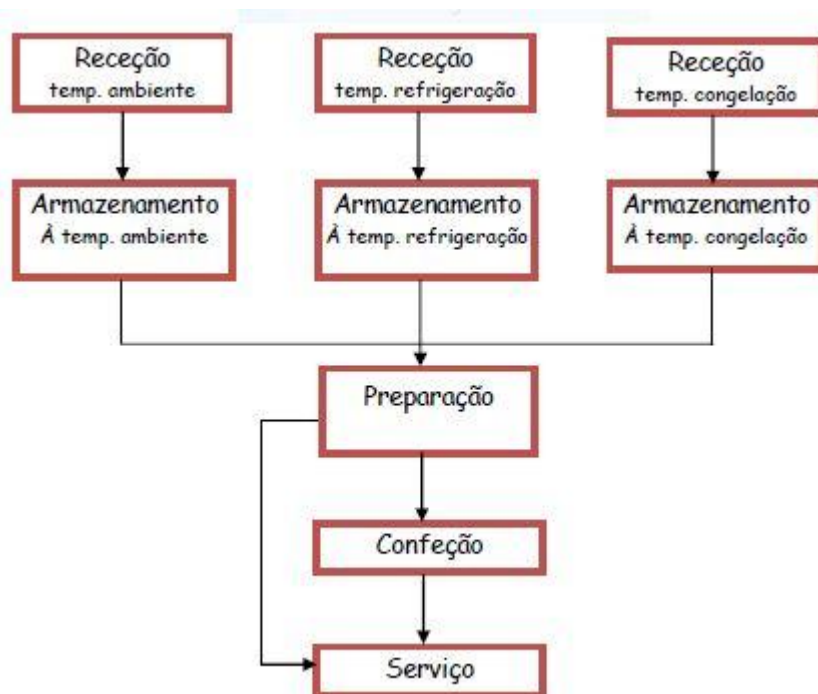 Receção
temp. ambiente
Receção
temp. refrigeração
Receção
temp. congelação
Armazenamento
À temp. ambiente
Armazenamento
À temp. refrigeração
Armazenamento
À temp. congelação
Preparação
Confeção
Serviço